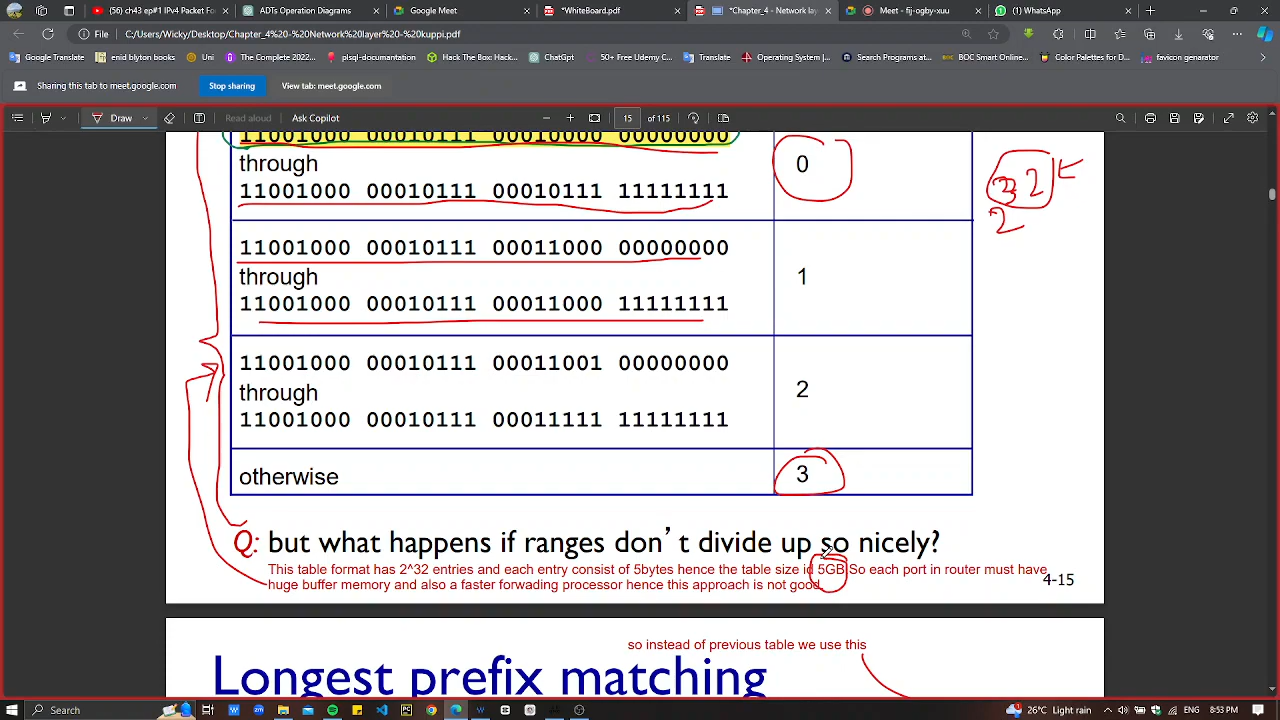 ch43 ep#1 IPv4 Packet Fo
ADTs Operation Diagrams
Google Meet
*WhiteBoard.pdf
*Chapter_4 - Network lay
Meet - fij-ogby-xuu
(1) WhatsApp
File
C:/Users/Wicky/Desktop/Chapter_4%20-%20Network%20layer%20-%20kuppi.pdf
Google Translate
enid blyton books
Uni
The Complete 2022...
plsql-documentation
Hack The Box: Hack...
ChatGpt
50+ Free Udemy C...
Translate
Operating System |...
Search Programs at...
BOC Smart Online...
Color Palettes for D...
favicon generator
Sharing this tab to meet.google.com
Stop sharing
View tab: meet.google.com
Draw
Read aloud
Ask Copilot
15
of 115
11001000 00010111 00010000 00000000
through
0
11001000 00010111 00010111 11111111
32
2
11001000 00010111 00011000 00000000
through
1
11001000 00010111 00011000 11111111
11001000 00010111 00011001 00000000
through
2
11001000 00010111 00011111 11111111
otherwise
3
Q: but what happens if ranges don't divide up so nicely?
This table format has 2^32 entries and each entry consist of 5bytes hence the table size id 5GB.So each port in router must have
huge buffer memory and also a faster forwading processor hence this approach is not good.
4-15
so instead of previous table we use this
Longest prefix matching
Search
26°C Light rain
8:53 PM